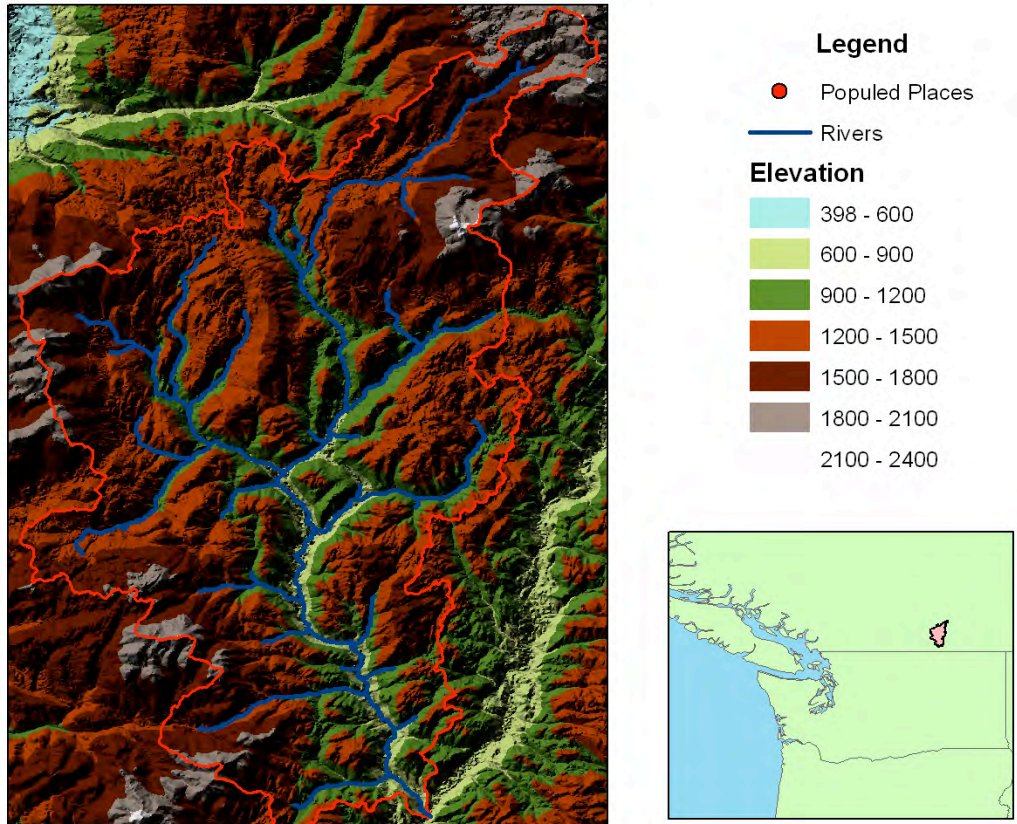 Legend
Populed Places
Rivers
Elevation
398 - 600
600 - 900
900 - 1200
1200 - 1500
1500 - 1800
1800 - 2100
2100 - 2400